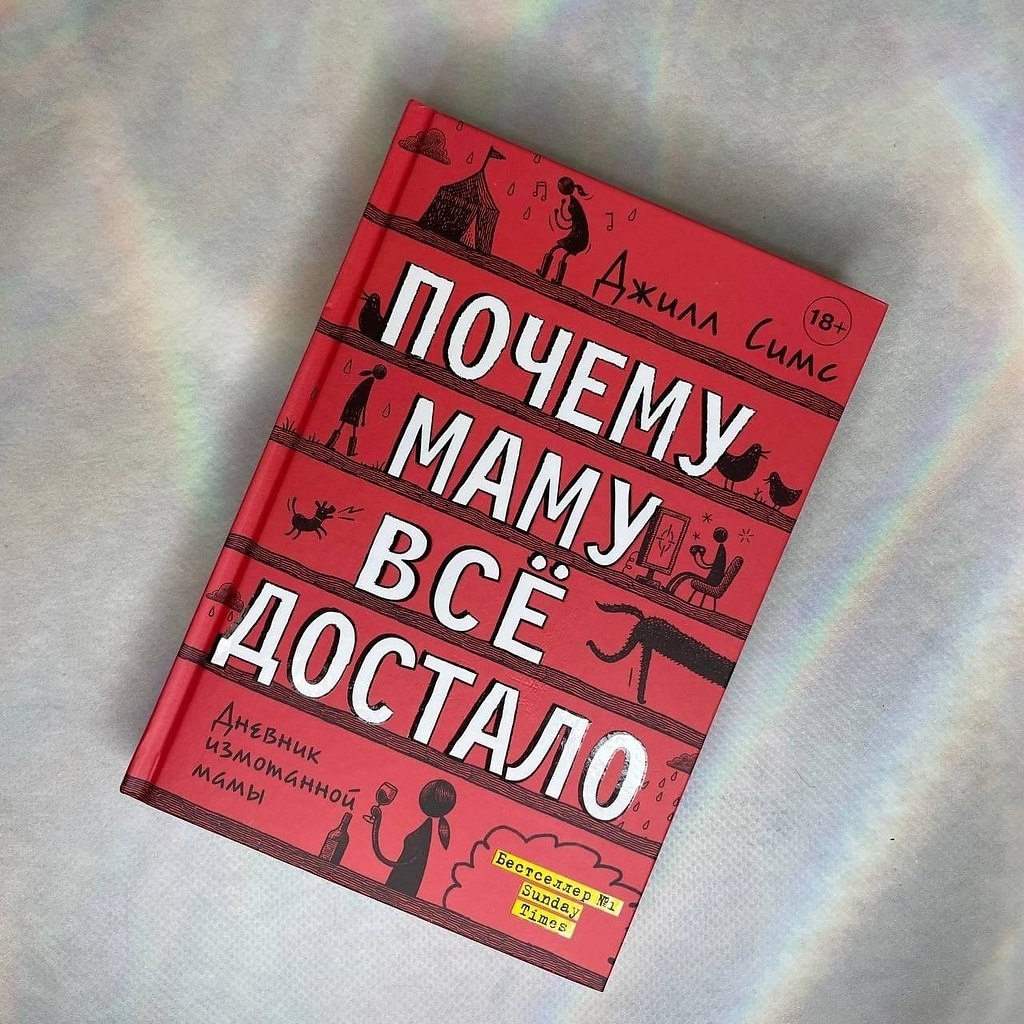 Джилл Симс
18+
ПОЧЕМУ
МАМУ
ВСЁ
ДОСТАЛО
Дневник
измотанной
мамы
Бестселлер №1
Sunday
Times